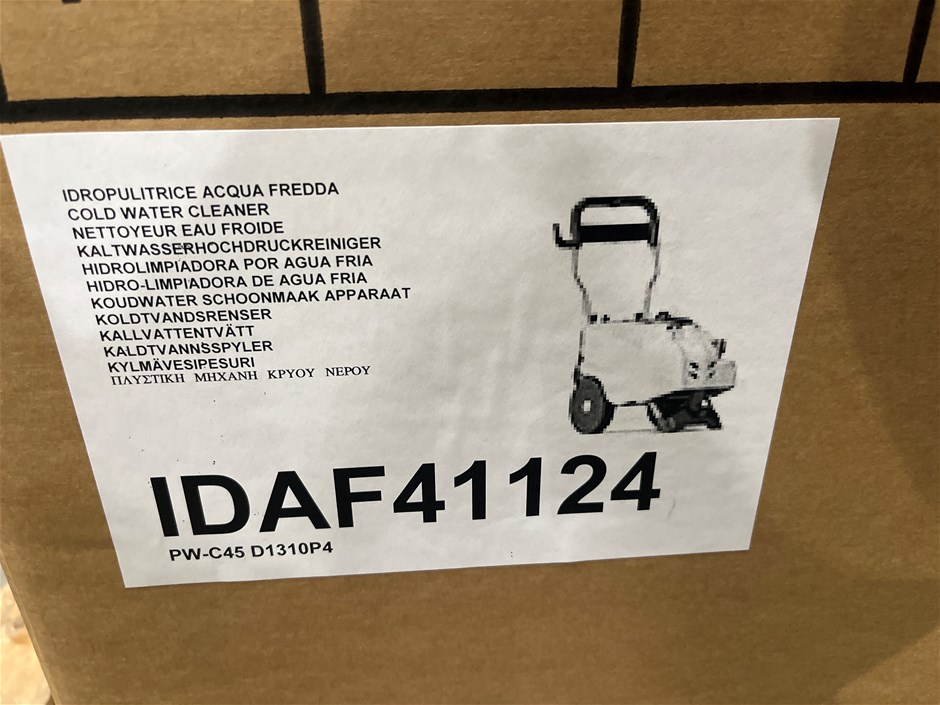 IDROPULITRICE ACQUA FREDDA
COLD WATER CLEANER
NETTOYEUR EAU FROIDE
KALTWASSERHOCHDRUCKREINIGER
HIDROLIMPIADORA POR AGUA FRIA
HIDRO-LIMPIADORA DE AGUA FRIA
KOUDWATER SCHOONMAAK APPARAAT
KOLDTVANDSRENSER
KALLVATTENTVÄTT
KALDTVANNSSPYLER
KYLMÄVESIPESURI
ΠΛΥΣΤΙΚΗ ΜΗΧΑΝΗ ΚΡΥΟΥ ΝΕΡΟΥ
IDAF41124
PW-C45 D1310P4